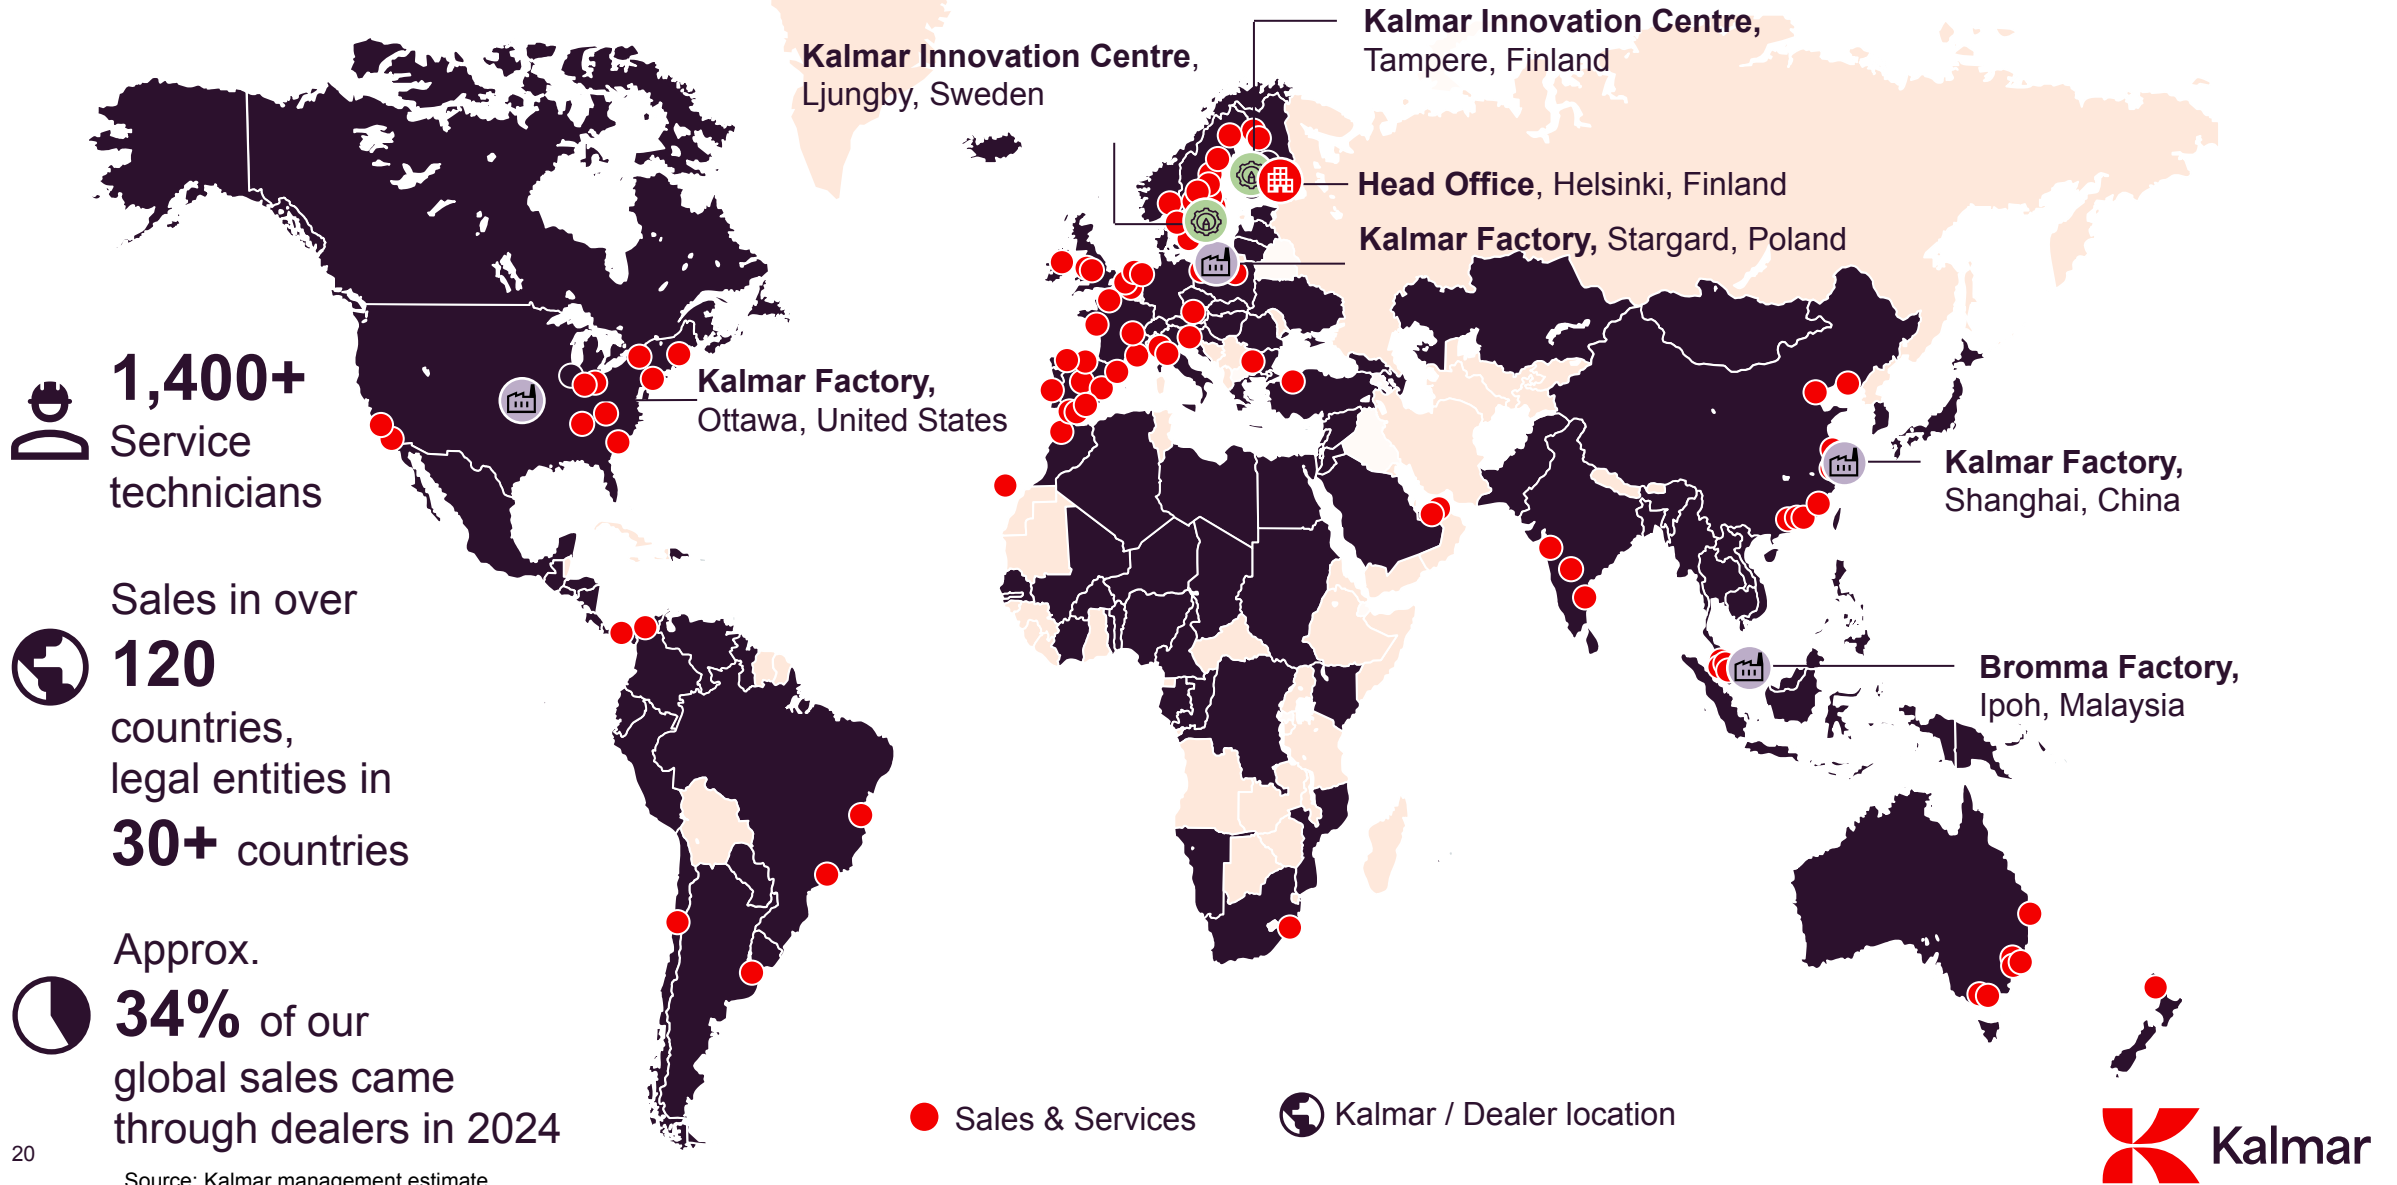 Kalmar Innovation Centre,
Tampere, Finland
Kalmar Innovation Centre,
Ljungby, Sweden
Head Office, Helsinki, Finland
Kalmar Factory, Stargard, Poland
1,400+
Service
technicians
Kalmar Factory,
Ottawa, United States
Kalmar Factory,
Shanghai, China
Sales in over
120
countries,
legal entities in
30+ countries
Bromma Factory,
Ipoh, Malaysia
Approx.
34% of our
global sales came
through dealers in 2024
Sales & Services
Kalmar / Dealer location
Kalmar
20
Source: Kalmar management estimate